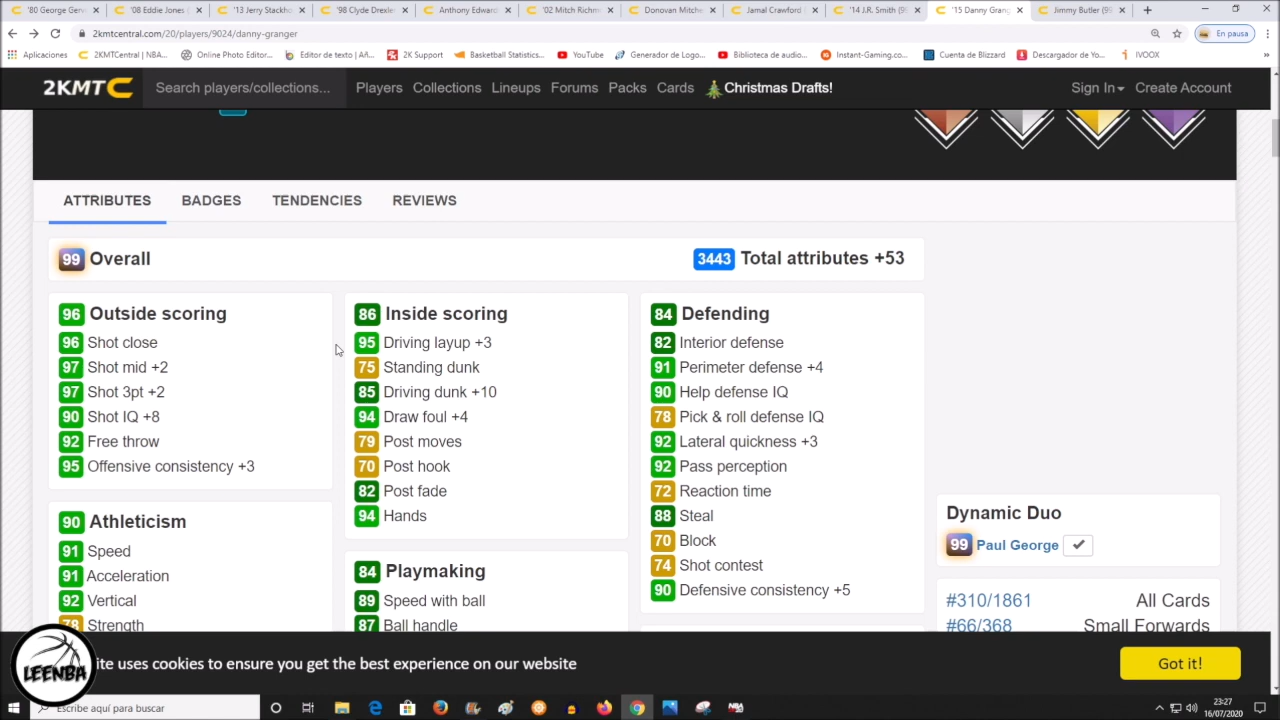 '80 George Gerv
'08 Eddie Jones (
'13 Jerry Stackho
'98 Clyde Drexler
Anthony Edward
'02 Mitch Richm
Donovan Mitche
Jamal Crawford (
'14 J.R. Smith (99
'15 Danny Grang
Jimmy Butler (99
2kmtcentral.com/20/players/9024/danny-granger
En pausa
Aplicaciones
2KMTCentral | NBA...
Online Photo Editor...
Editor de texto | Añ...
2K Support
Basketball Statistics...
YouTube
Generador de Logo...
Biblioteca de audio...
Instant-Gaming.co...
Cuenta de Blizzard
Descargador de Yo...
IVOOX
2KMTC
Search players/collections...
Players
Collections
Lineups
Forums
Packs
Cards
Christmas Drafts!
Sign In
Create Account
ATTRIBUTES
BADGES
TENDENCIES
REVIEWS
99 Overall
3443 Total attributes +53
96 Outside scoring
96 Shot close
97 Shot mid +2
97 Shot 3pt +2
90 Shot IQ +8
92 Free throw
95 Offensive consistency +3
90 Athleticism
91 Speed
91 Acceleration
92 Vertical
78 Strength
86 Inside scoring
95 Driving layup +3
75 Standing dunk
85 Driving dunk +10
94 Draw foul +4
79 Post moves
70 Post hook
82 Post fade
94 Hands
84 Playmaking
89 Speed with ball
87 Ball handle
84 Defending
82 Interior defense
91 Perimeter defense +4
90 Help defense IQ
78 Pick & roll defense IQ
92 Lateral quickness +3
92 Pass perception
72 Reaction time
88 Steal
70 Block
74 Shot contest
90 Defensive consistency +5
Dynamic Duo
99 Paul George
#310/1861 All Cards
#66/368 Small Forwards
ite uses cookies to ensure you get the best experience on our website
Got it!
LEENBA
Escribe aquí para buscar
23:27
16/07/2020